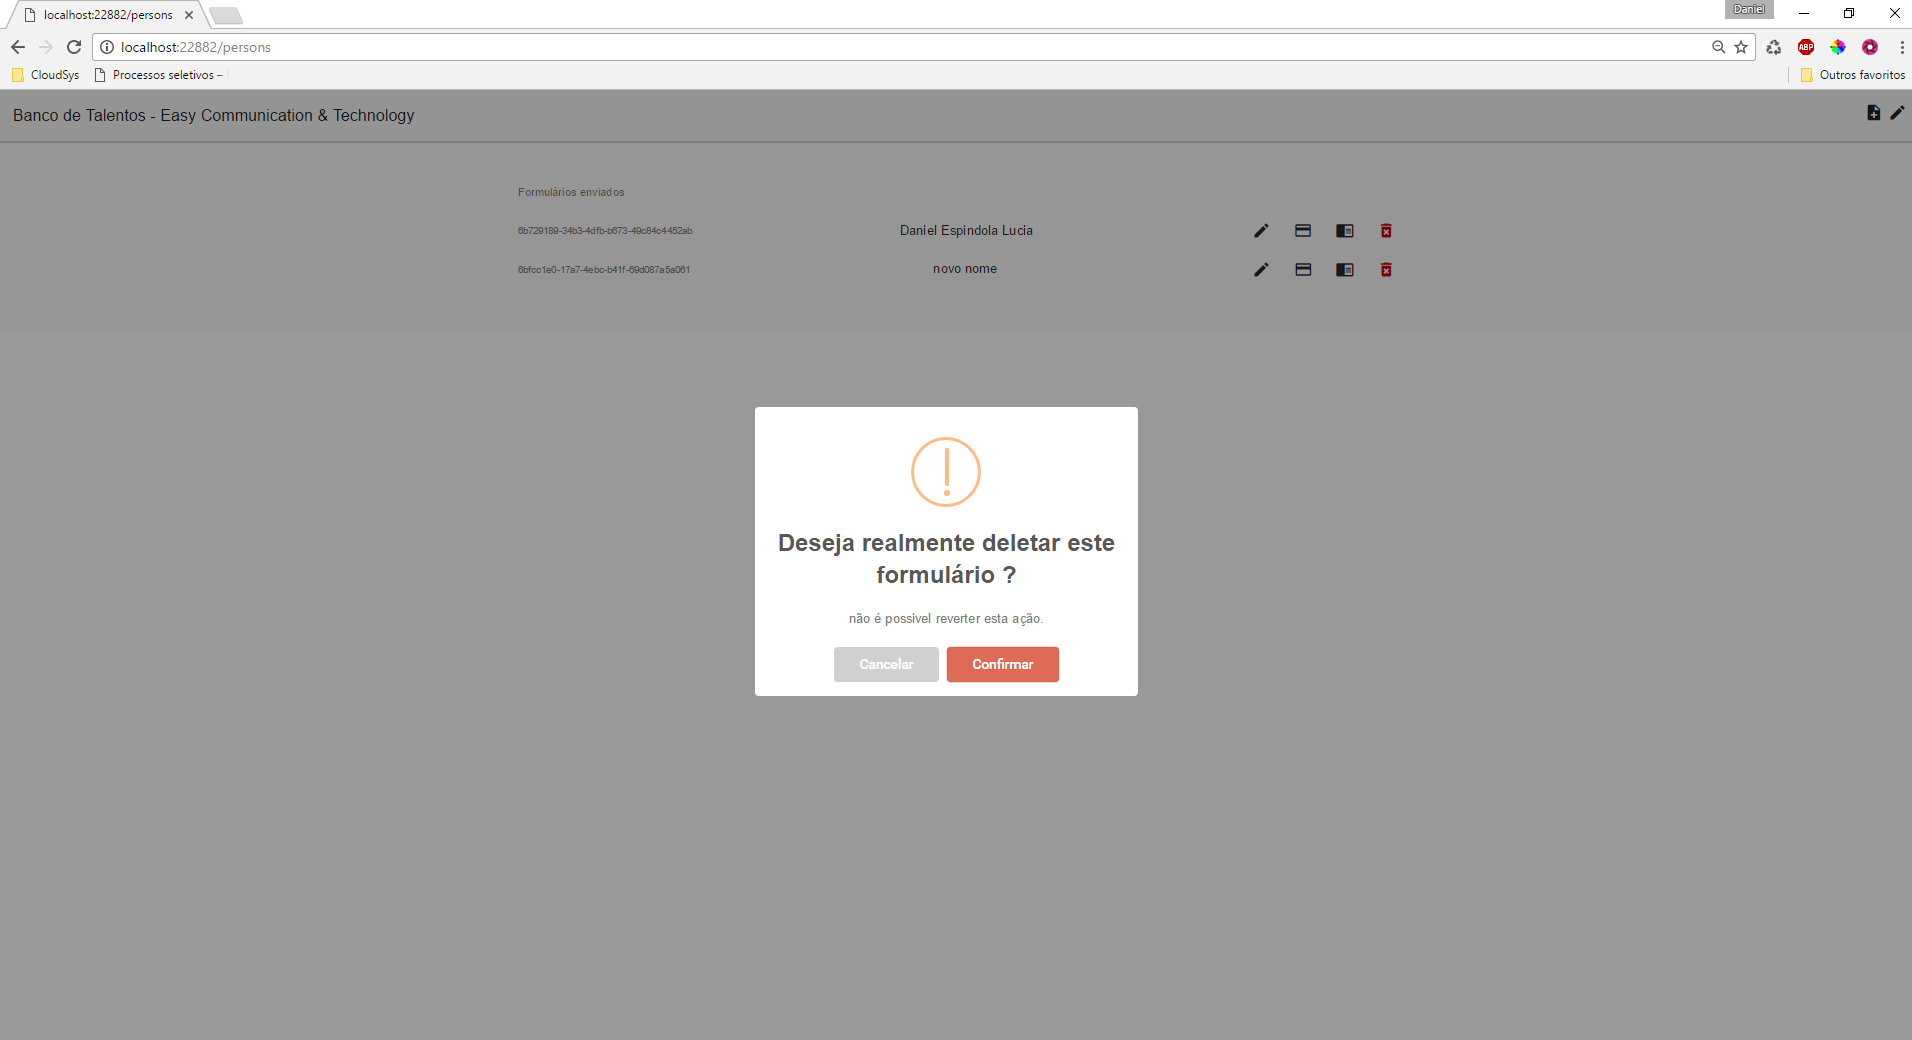 localhost:22882/persons
Daniel
localhost:22882/persons
CloudSys
Processos seletivos –
Outros favoritos
Banco de Talentos - Easy Communication & Technology
Formulários enviados
6b729189-34b3-4dfb-b673-49c84c4452ab
Daniel Espindola Lucia
6bfcc1e0-17a7-4ebc-b41f-69d087a5a061
novo nome
Deseja realmente deletar este
formulário ?
não é possivel reverter esta ação.
Cancelar
Confirmar
ABP